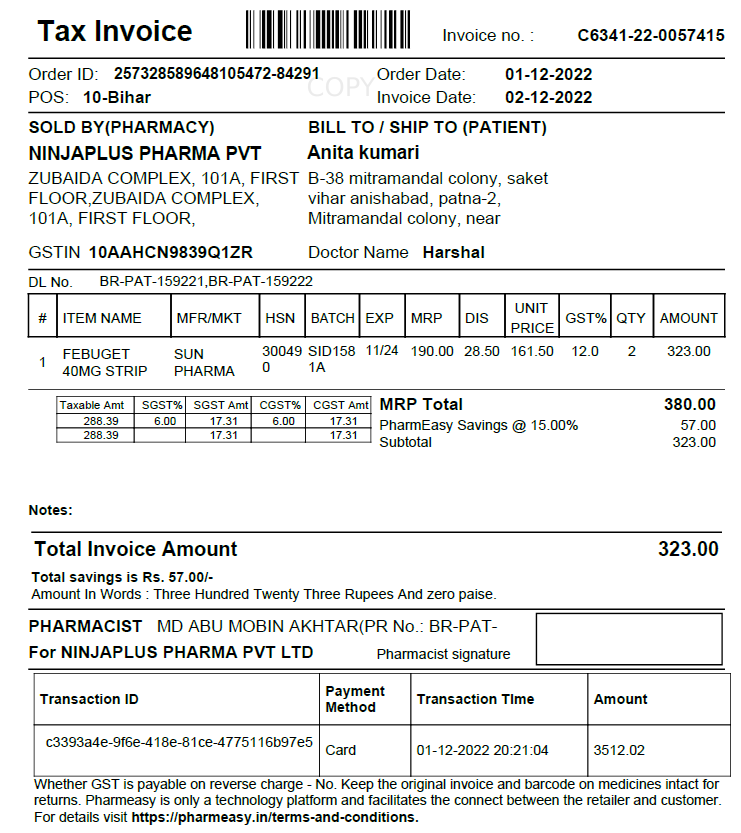 Tax Invoice
Invoice no. : C6341-22-0057415
Order ID: 257328589648105472-84291
Order Date: 01-12-2022
COPY
POS: 10-Bihar
Invoice Date: 02-12-2022
SOLD BY(PHARMACY)
NINJAPLUS PHARMA PVT
ZUBAIDA COMPLEX, 101A, FIRST
FLOOR,ZUBAIDA COMPLEX,
101A, FIRST FLOOR,
GSTIN 10AAHCN9839Q1ZR
BILL TO / SHIP TO (PATIENT)
Anita kumari
B-38 mitramandal colony, saket
vihar anishabad, patna-2,
Mitramandal colony, near
Doctor Name Harshal
DL No. BR-PAT-159221,BR-PAT-159222
# ITEM NAME MFR/MKT HSN BATCH EXP MRP DIS UNIT PRICE GST% QTY AMOUNT
1 FEBUGET SUN 30049 SID158 11/24 190.00 28.50 161.50 12.0 2 323.00
40MG STRIP PHARMA 0 1A
Taxable Amt SGST% SGST Amt CGST% CGST Amt
288.39 6.00 17.31 6.00 17.31
288.39 17.31 17.31
MRP Total 380.00
PharmEasy Savings @ 15.00% 57.00
Subtotal 323.00
Notes:
Total Invoice Amount 323.00
Total savings is Rs. 57.00/-
Amount In Words : Three Hundred Twenty Three Rupees And zero paise.
PHARMACIST MD ABU MOBIN AKHTAR(PR No.: BR-PAT-
For NINJAPLUS PHARMA PVT LTD Pharmacist signature
Transaction ID Payment Method Transaction TIme Amount
c3393a4e-9f6e-418e-81ce-4775116b97e5 Card 01-12-2022 20:21:04 3512.02
Whether GST is payable on reverse charge - No. Keep the original invoice and barcode on medicines intact for
returns. Pharmeasy is only a technology platform and facilitates the connect between the retailer and customer.
For details visit https://pharmeasy.in/terms-and-conditions.